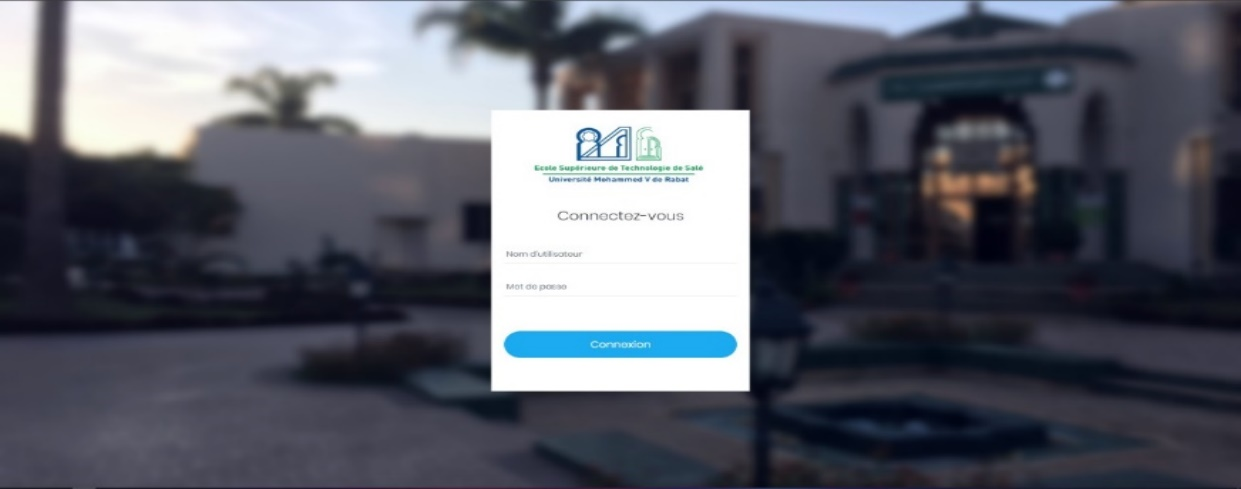 Ecole Supérieure de Technologie de Salé
Université Mohammed V de Rabat
Connectez-vous
Nom d'utilisateur
Mot de passe
Connexion